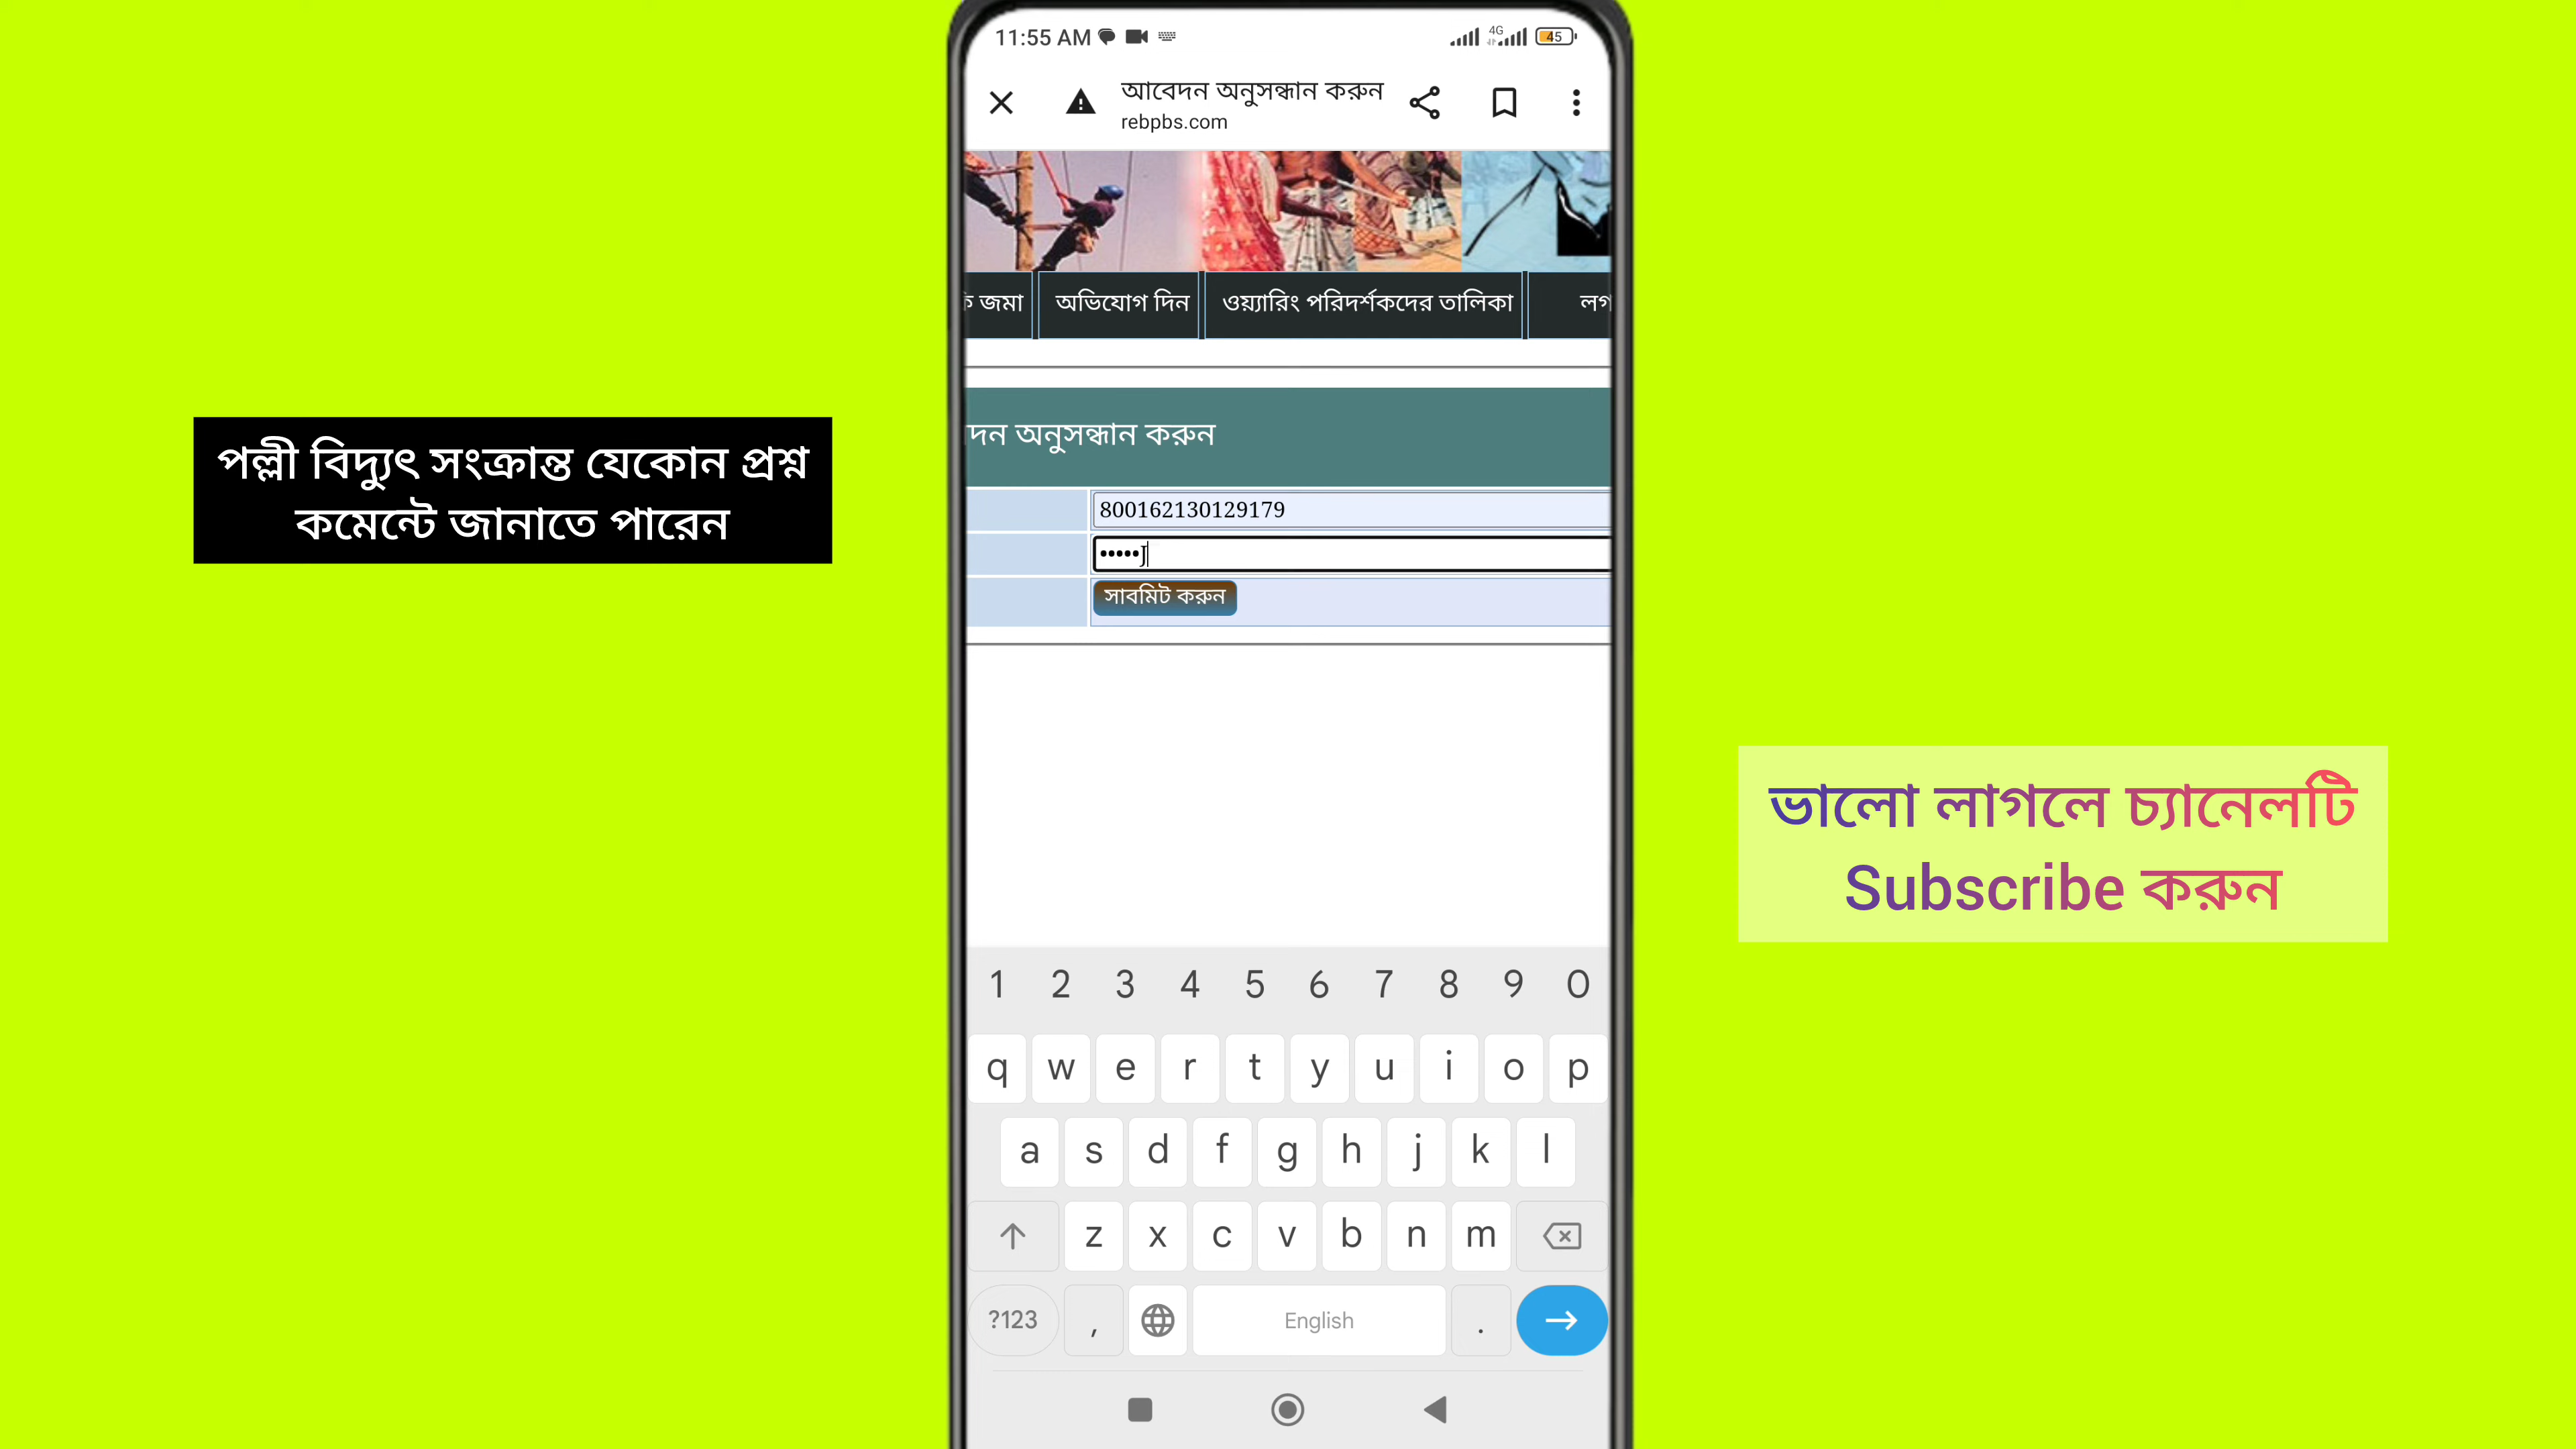 11:55 AM
4G
45
আবেদন অনুসন্ধান করুন
rebpbs.com
জমা
অভিযোগ দিন
ওয়্যারিং পরিদর্শকদের তালিকা
লগ
দন অনুসন্ধান করুন
800162130129179
•••••J
সাবমিট করুন
পল্লী বিদ্যুৎ সংক্রান্ত যেকোন প্রশ্ন
কমেন্টে জানাতে পারেন
ভালো লাগলে চ্যানেলটি
Subscribe করুন
1 2 3 4 5 6 7 8 9 0
q w e r t y u i o p
a s d f g h j k l
z x c v b n m
?123 , English .